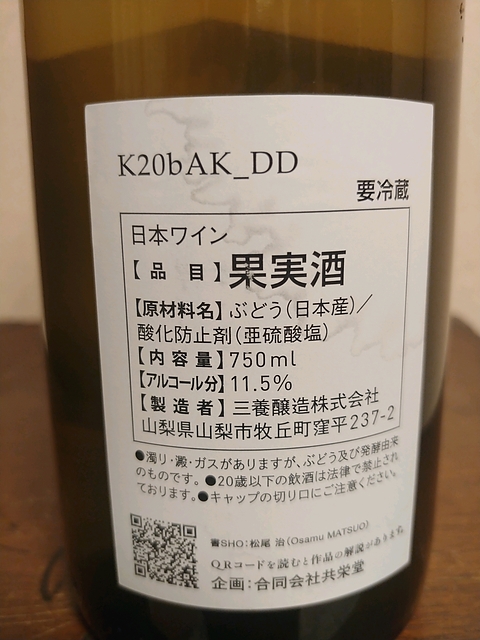 K20bAK_DD
要冷蔵
日本ワイン
【品 目】果実酒
【原材料名】ぶどう(日本産)/
酸化防止剤(亜硫酸塩)
【内容量】750ml
【アルコール分】11.5%
【製造者】三養醸造株式会社
山梨県山梨市牧丘町窪平237-2
●濁り・澱・ガスがありますが、ぶどう及び発酵由来
のものです。●20歳以下の飲酒は法律で禁止され
ております。●キャップの切り口にご注意ください。
書SHO:松尾 治(Osamu MATSUO)
QRコードを読むと作品の解説があります。
企画:合同会社共栄堂